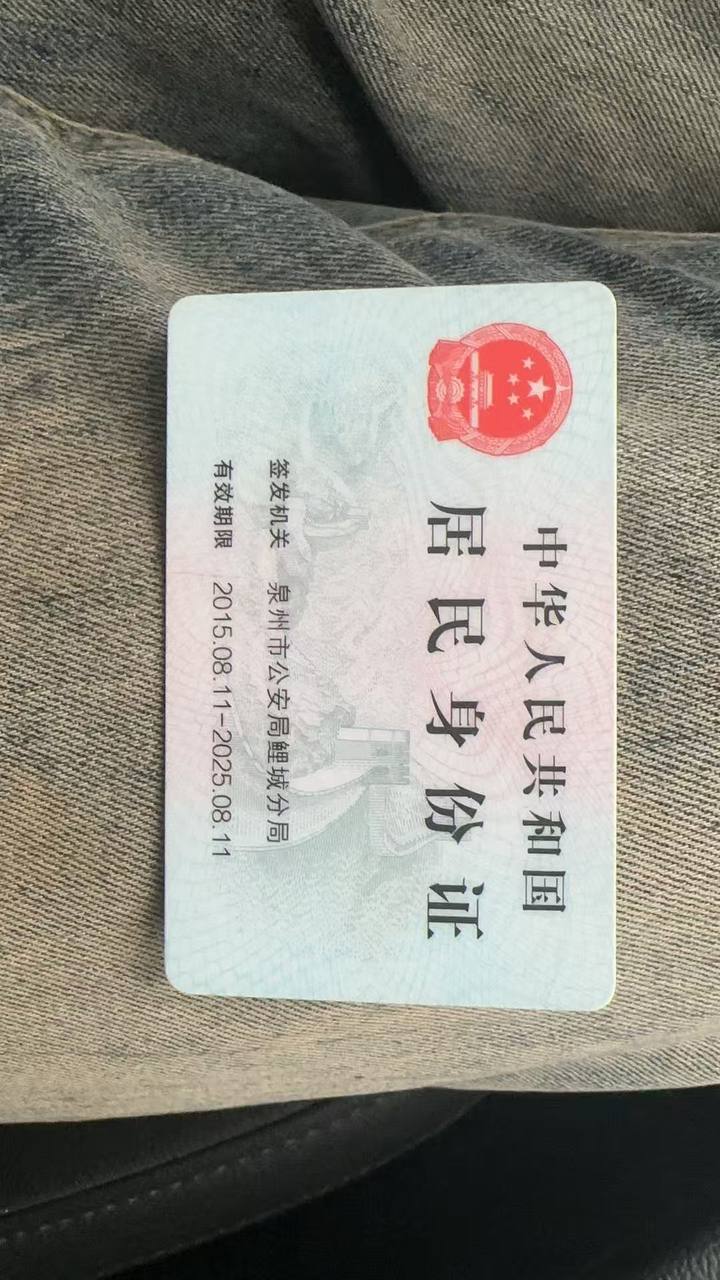 中华人民共和国
居民身份证
签发机关 泉州市公安局鲤城分局
有效期限 2015.08.11-2025.08.11